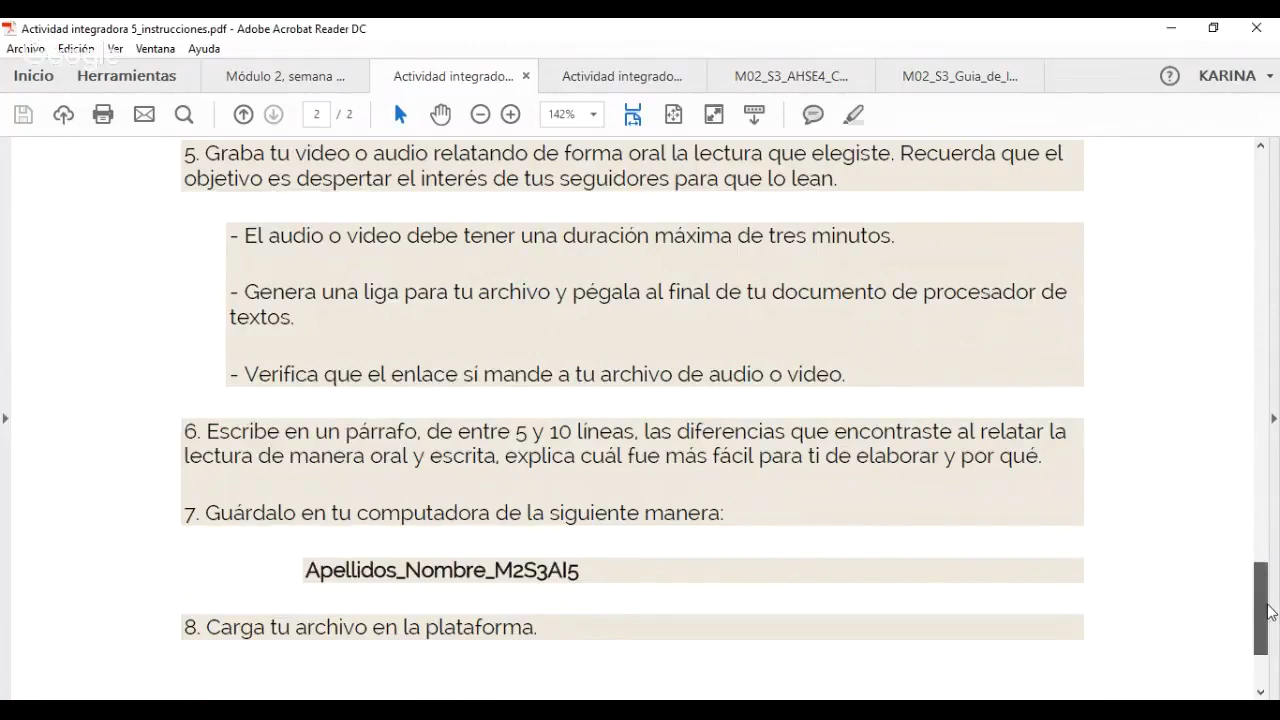 Actividad integradora 5_instrucciones.pdf - Adobe Acrobat Reader DC
Archivo Edición Ver Ventana Ayuda
Google
Inicio Herramientas Módulo 2, semana ... Actividad integrado... × Actividad integrado... M02_S3_AHSE4_C... M02_S3_Guia_de_l... KARINA
2 / 2 142%
5. Graba tu video o audio relatando de forma oral la lectura que elegiste. Recuerda que el
objetivo es despertar el interés de tus seguidores para que lo lean.
- El audio o video debe tener una duración máxima de tres minutos.
- Genera una liga para tu archivo y pégala al final de tu documento de procesador de
textos.
- Verifica que el enlace sí mande a tu archivo de audio o video.
6. Escribe en un párrafo, de entre 5 y 10 líneas, las diferencias que encontraste al relatar la
lectura de manera oral y escrita, explica cuál fue más fácil para ti de elaborar y por qué.
7. Guárdalo en tu computadora de la siguiente manera:
Apellidos_Nombre_M2S3AI5
8. Carga tu archivo en la plataforma.